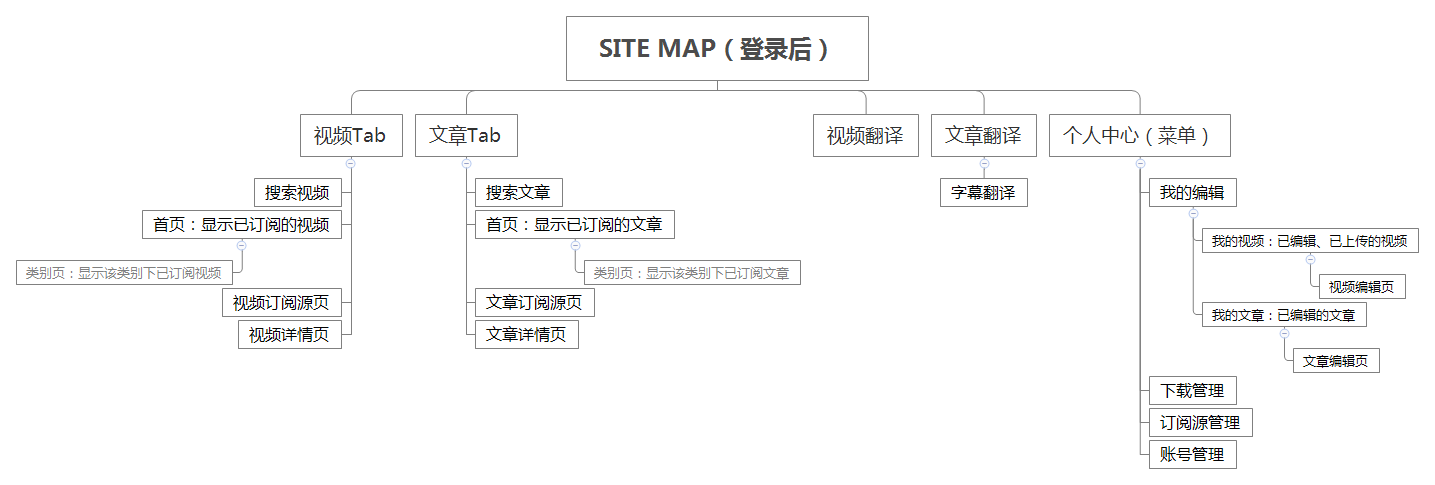 SITE MAP（登录后）
视频Tab
文章Tab
视频翻译
文章翻译
个人中心（菜单）
搜索视频
首页：显示已订阅的视频
类别页：显示该类别下已订阅视频
视频订阅源页
视频详情页
搜索文章
首页：显示已订阅的文章
类别页：显示该类别下已订阅文章
文章订阅源页
文章详情页
字幕翻译
我的编辑
我的视频：已编辑、已上传的视频
视频编辑页
我的文章：已编辑的文章
文章编辑页
下载管理
订阅源管理
账号管理